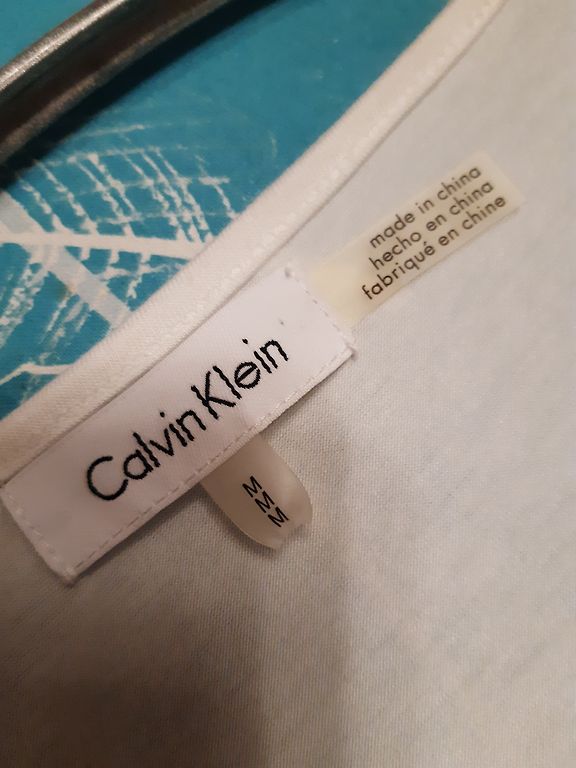 made in china
hecho en china
fabriqué en chine
Calvin Klein
M
M
M